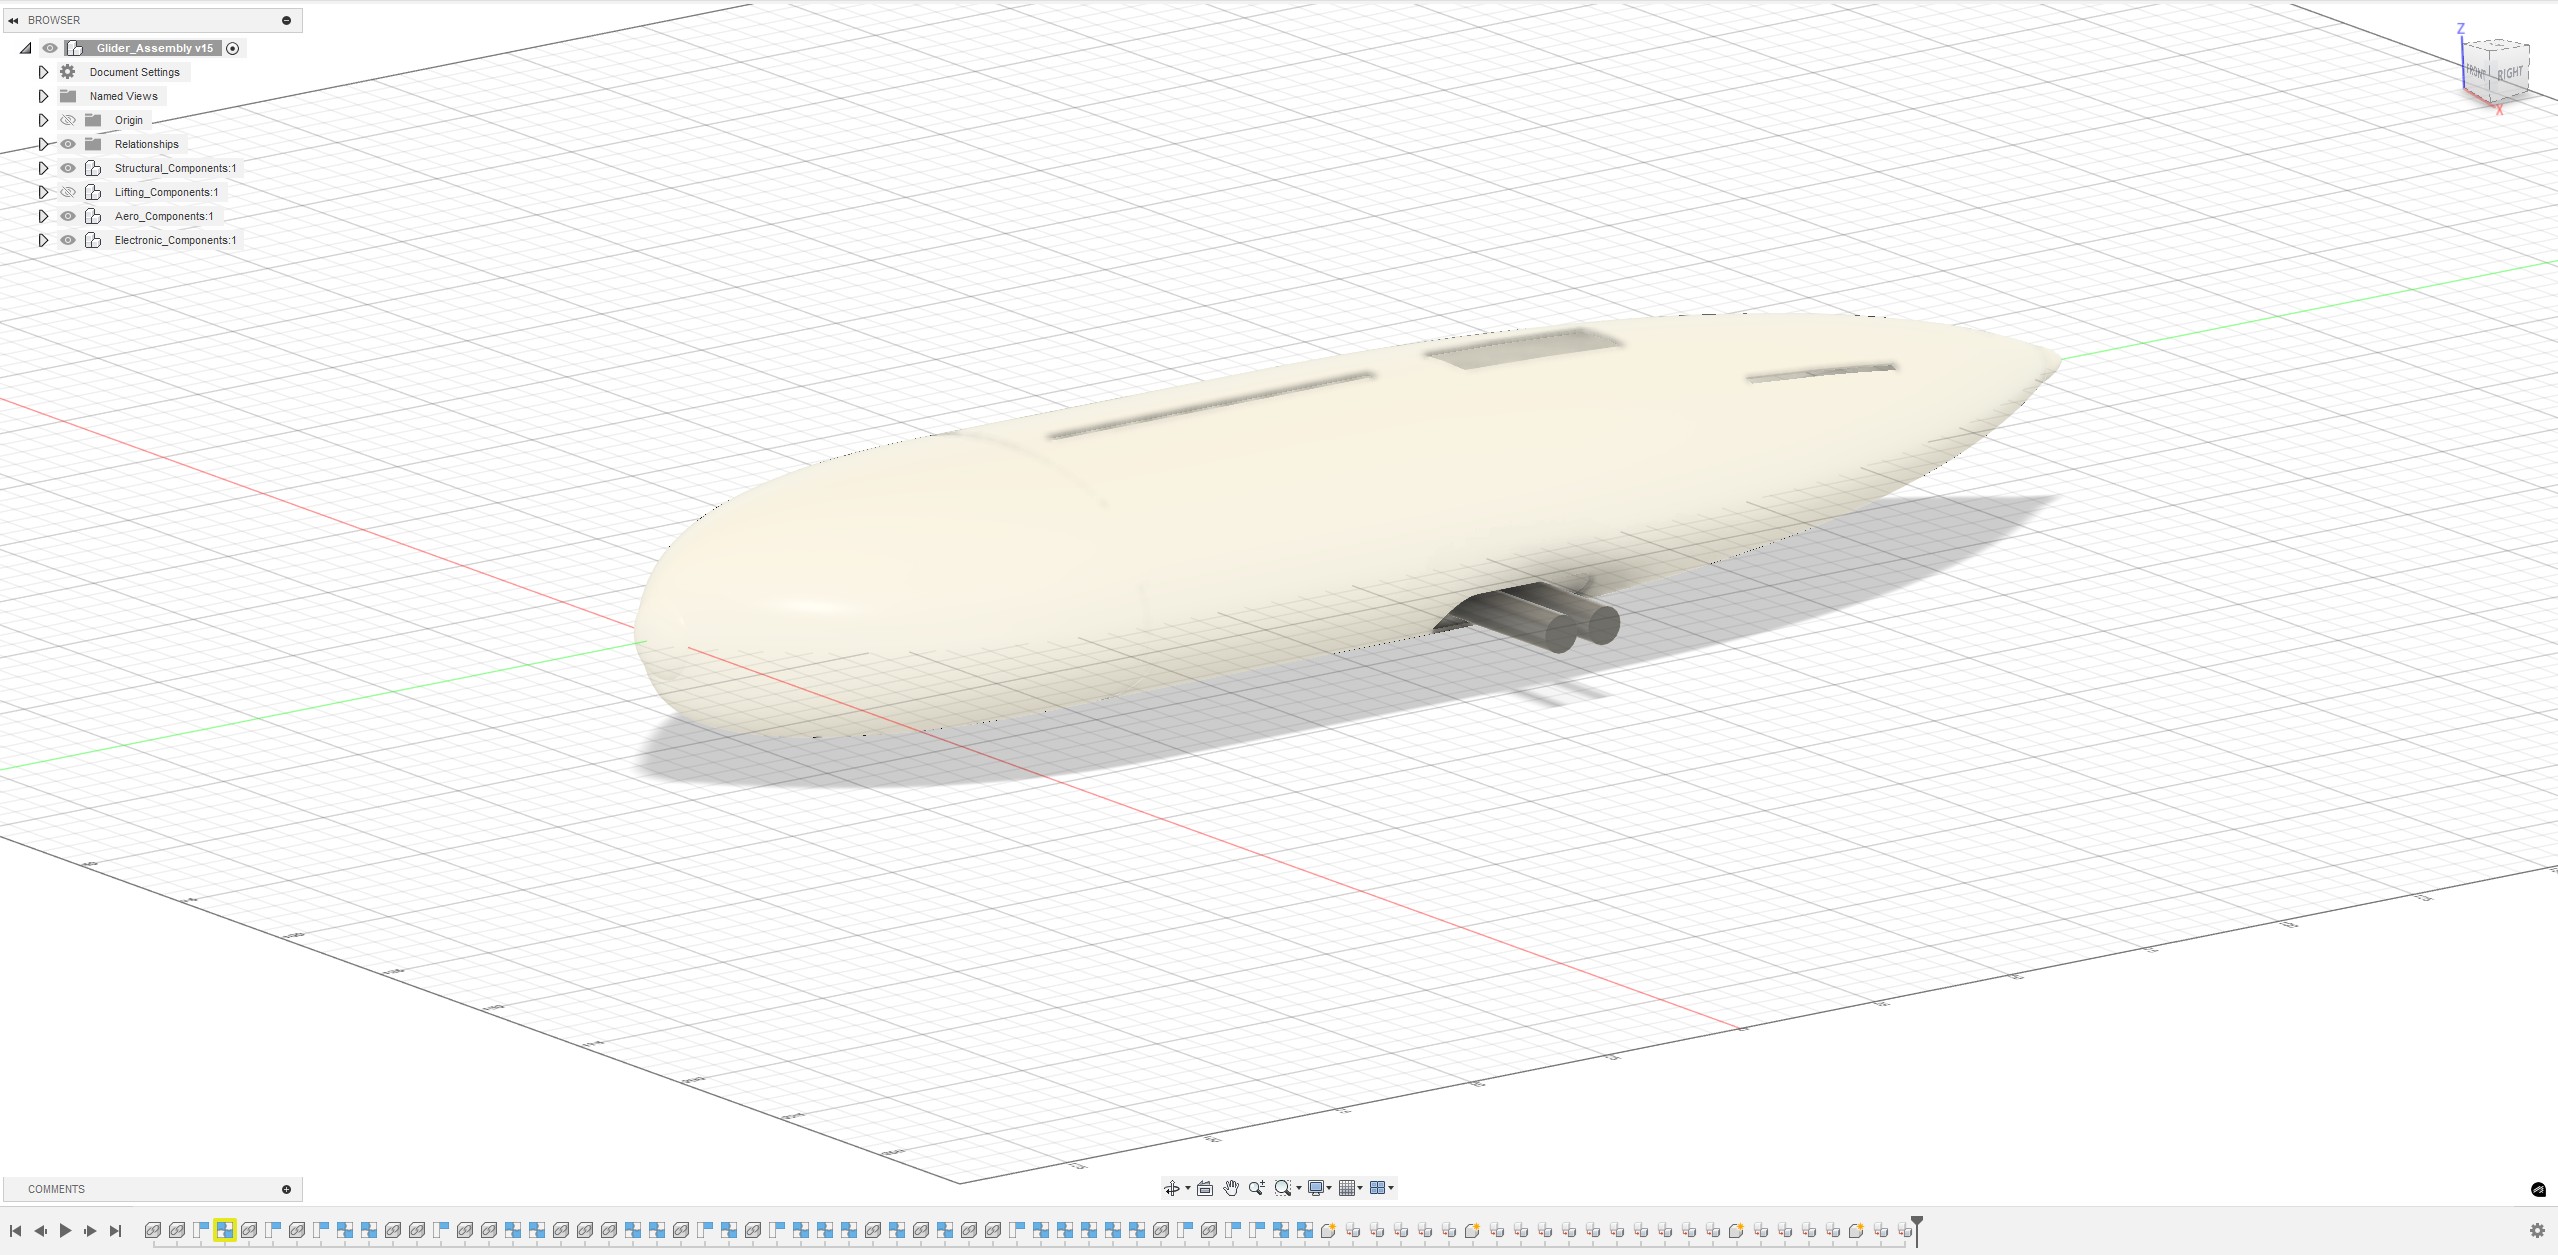 BROWSER
Glider_Assembly v15
Document Settings
Named Views
Origin
Relationships
Structural_Components:1
Lifting_Components:1
Aero_Components:1
Electronic_Components:1
Z
FRONT
RIGHT
X
COMMENTS